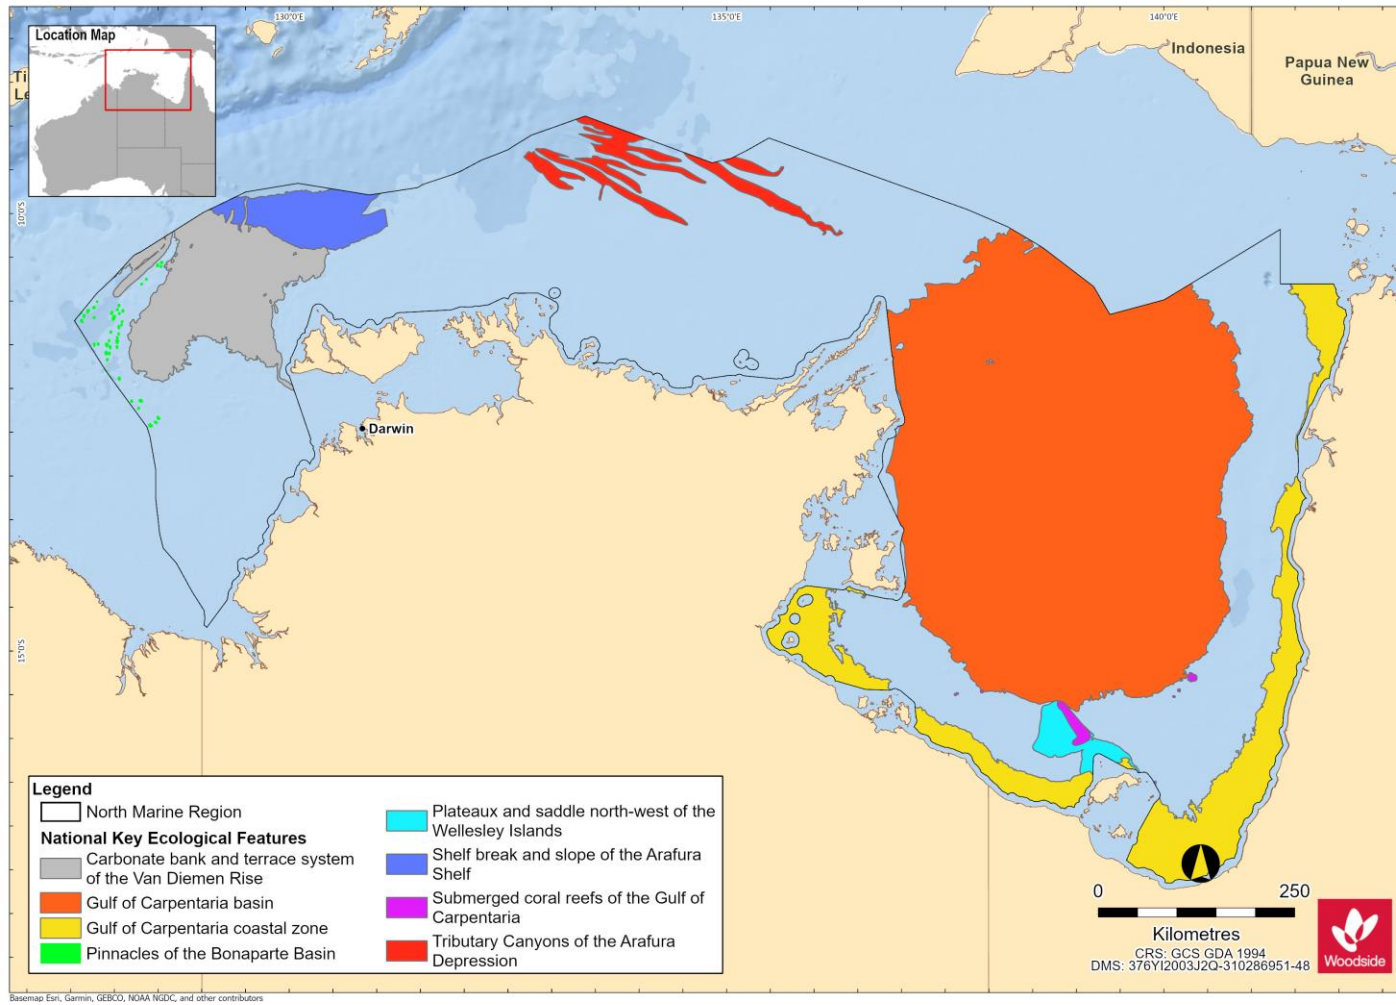 130°0'E
135°0'E
140°0'E
Location Map
Indonesia
Papua New
Guinea
Ti
Le
10°0'S
Darwin
15°0'S
Legend
North Marine Region
National Key Ecological Features
Carbonate bank and terrace system
of the Van Diemen Rise
Gulf of Carpentaria basin
Gulf of Carpentaria coastal zone
Pinnacles of the Bonaparte Basin
Plateaux and saddle north-west of the
Wellesley Islands
Shelf break and slope of the Arafura
Shelf
Submerged coral reefs of the Gulf of
Carpentaria
Tributary Canyons of the Arafura
Depression
0 250
Kilometres
CRS: GCS GDA 1994
DMS: 376YI2003J2Q-310286951-48
Woodside
Basemap Esri, Garmin, GEBCO, NOAA NGDC, and other contributors